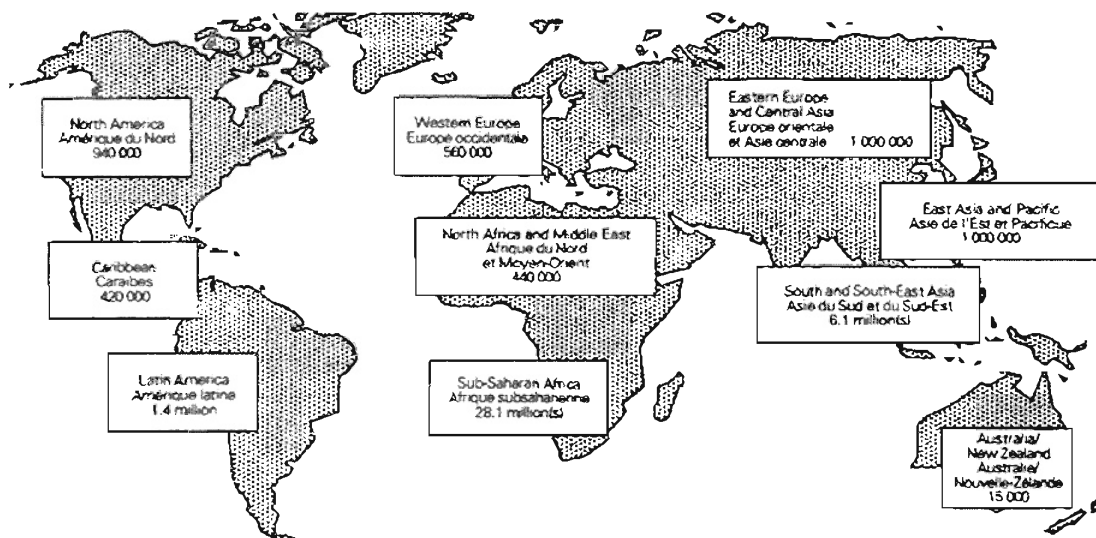 North America
Amérique du Nord
940 000
Western Europe
Europe occidentale
560 000
Eastern Europe
and Central Asia
Europe orientale
et Asie centrale 1 000 000
East Asia and Pacific
Asie de l'Est et Pacifique
1 000 000
Caribbean
Caraïbes
420 000
North Africa and Middle East
Afrique du Nord
et Moyen-Orient
440 000
South and South-East Asia
Asie du Sud et du Sud-Est
6.1 million(s)
Latin America
Amérique latine
1.4 million
Sub-Saharan Africa
Afrique subsaharienne
28.1 million(s)
Australia/
New Zealand
Australie/
Nouvelle-Zélande
15 000